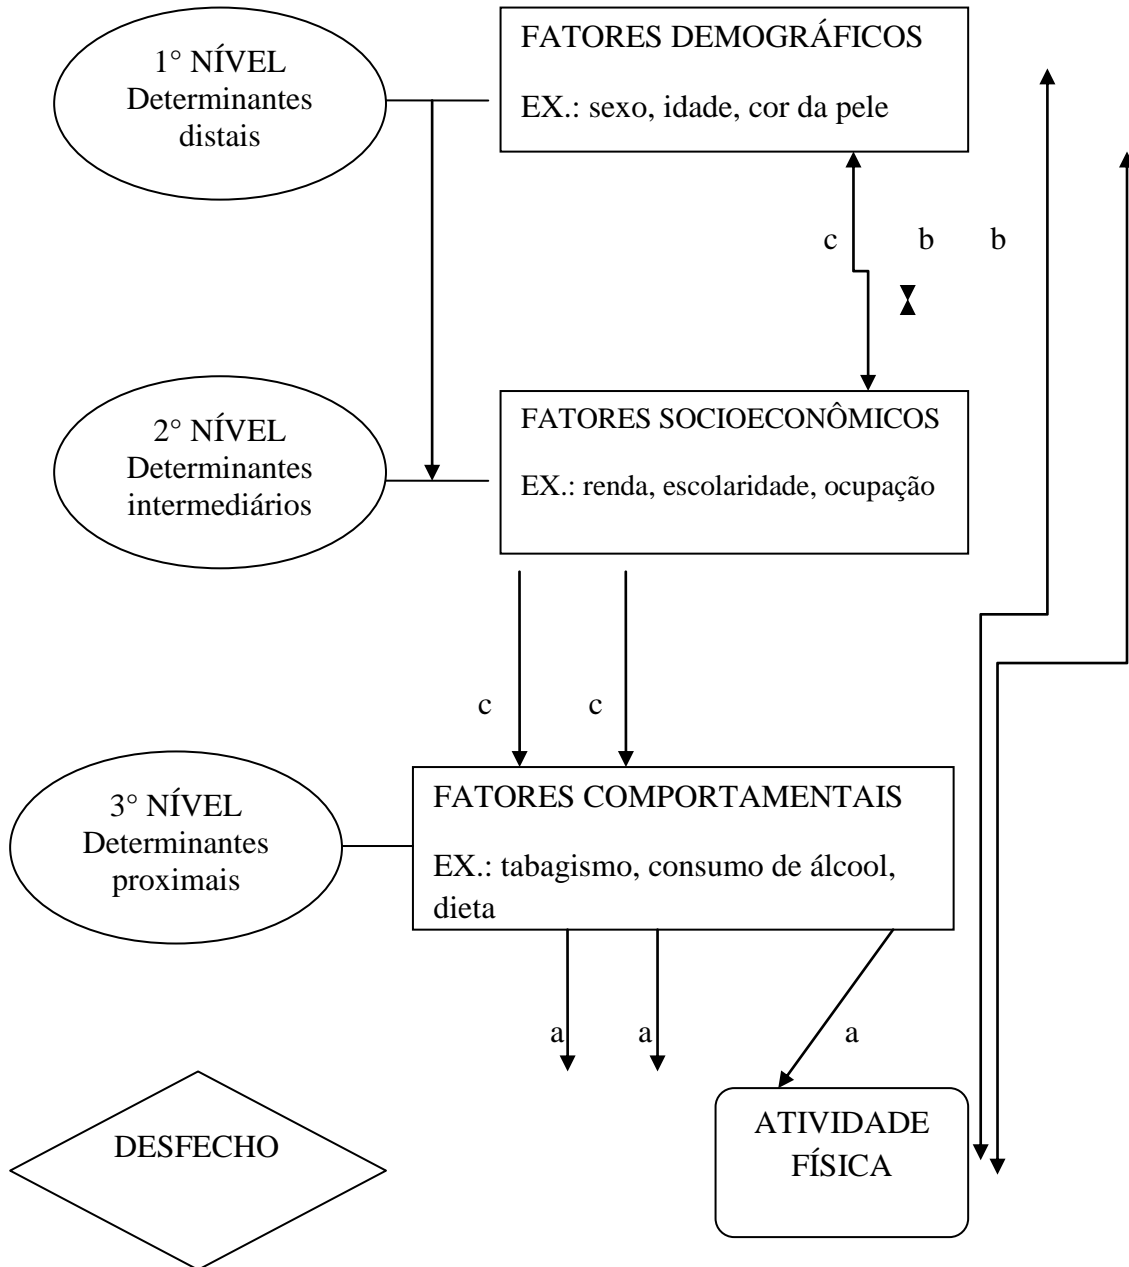 1° NÍVEL
Determinantes
distais
FATORES DEMOGRÁFICOS
EX.: sexo, idade, cor da pele
c b b
2° NÍVEL
Determinantes
intermediários
FATORES SOCIOECONÔMICOS
EX.: renda, escolaridade, ocupação
c c
3° NÍVEL
Determinantes
proximais
FATORES COMPORTAMENTAIS
EX.: tabagismo, consumo de álcool,
dieta
a a a
DESFECHO
ATIVIDADE
FÍSICA